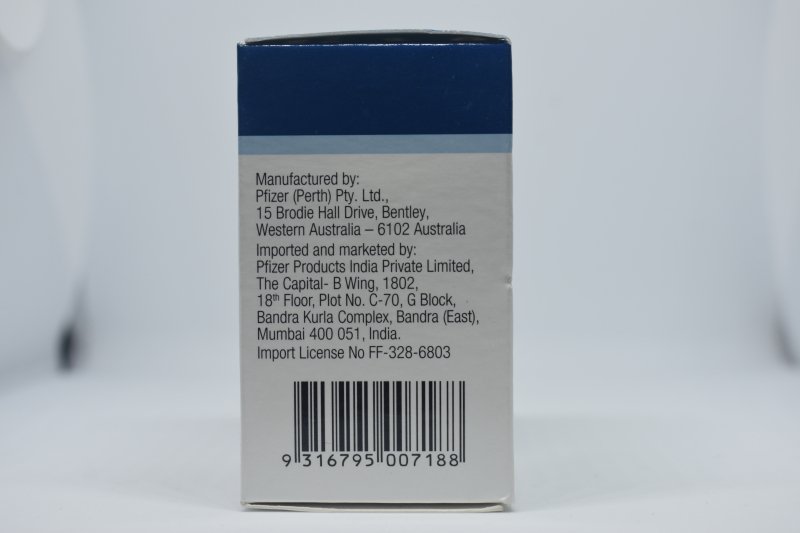 Manufactured by:
Pfizer (Perth) Pty. Ltd.,
15 Brodie Hall Drive, Bentley,
Western Australia – 6102 Australia
Imported and marketed by:
Pfizer Products India Private Limited,
The Capital- B Wing, 1802,
18th Floor, Plot No. C-70, G Block,
Bandra Kurla Complex, Bandra (East),
Mumbai 400 051, India.
Import License No FF-328-6803
9 316795 007188